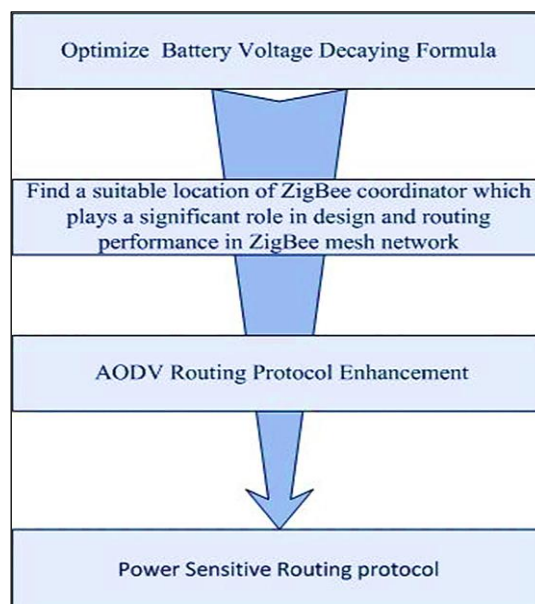 Optimize Battery Voltage Decaying Formula
Find a suitable location of ZigBee coordinator which
plays a significant role in design and routing
performance in ZigBee mesh network
AODV Routing Protocol Enhancement
Power Sensitive Routing protocol